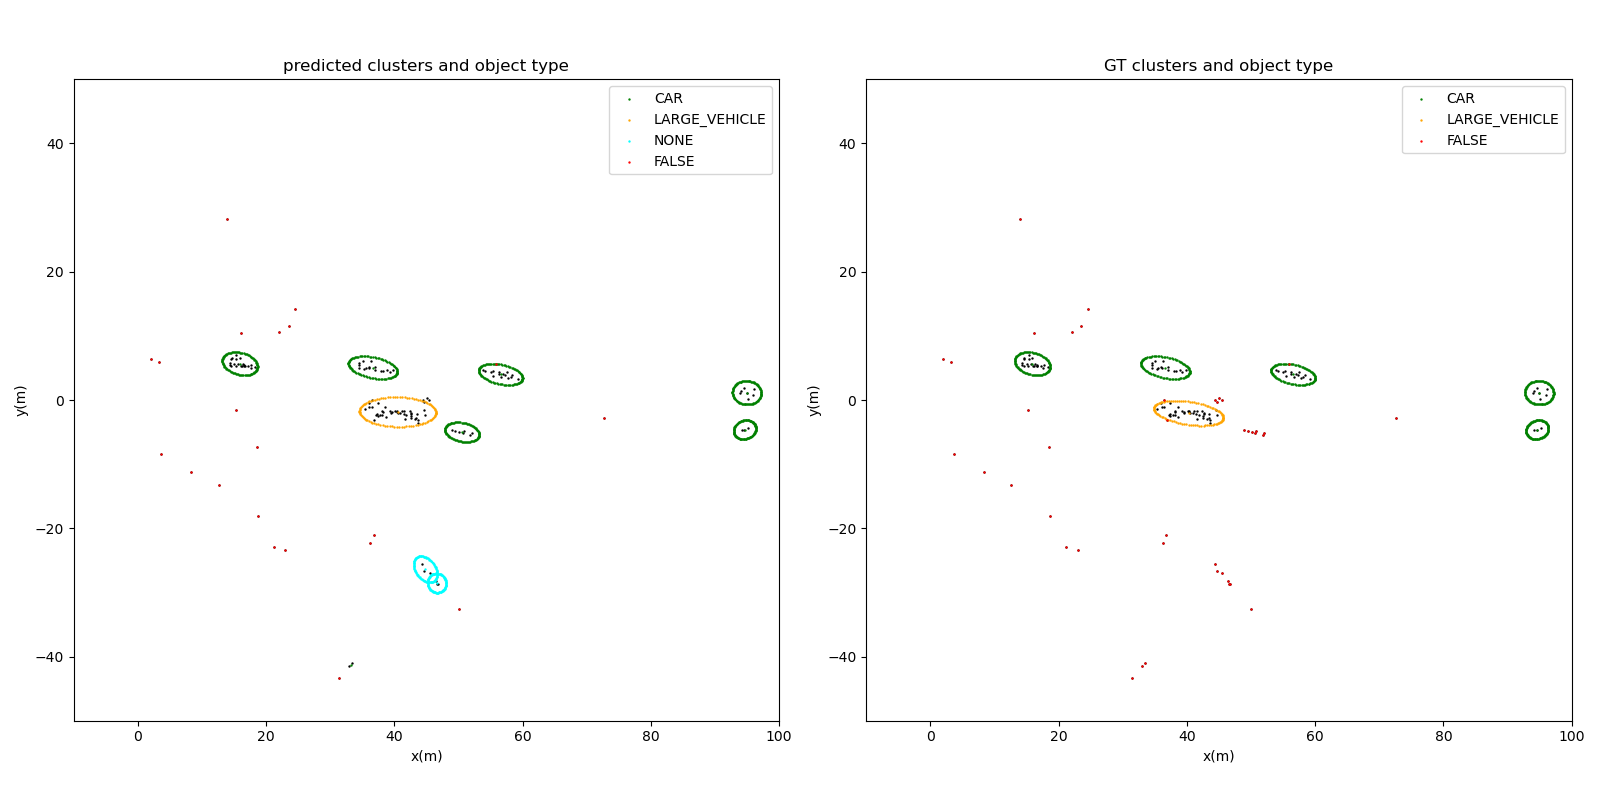 predicted clusters and object type
CAR
LARGE_VEHICLE
NONE
FALSE
40
20
0
−20
−40
y(m)
0
20
40
60
80
100
x(m)
GT clusters and object type
CAR
LARGE_VEHICLE
FALSE
40
20
0
−20
−40
y(m)
0
20
40
60
80
100
x(m)